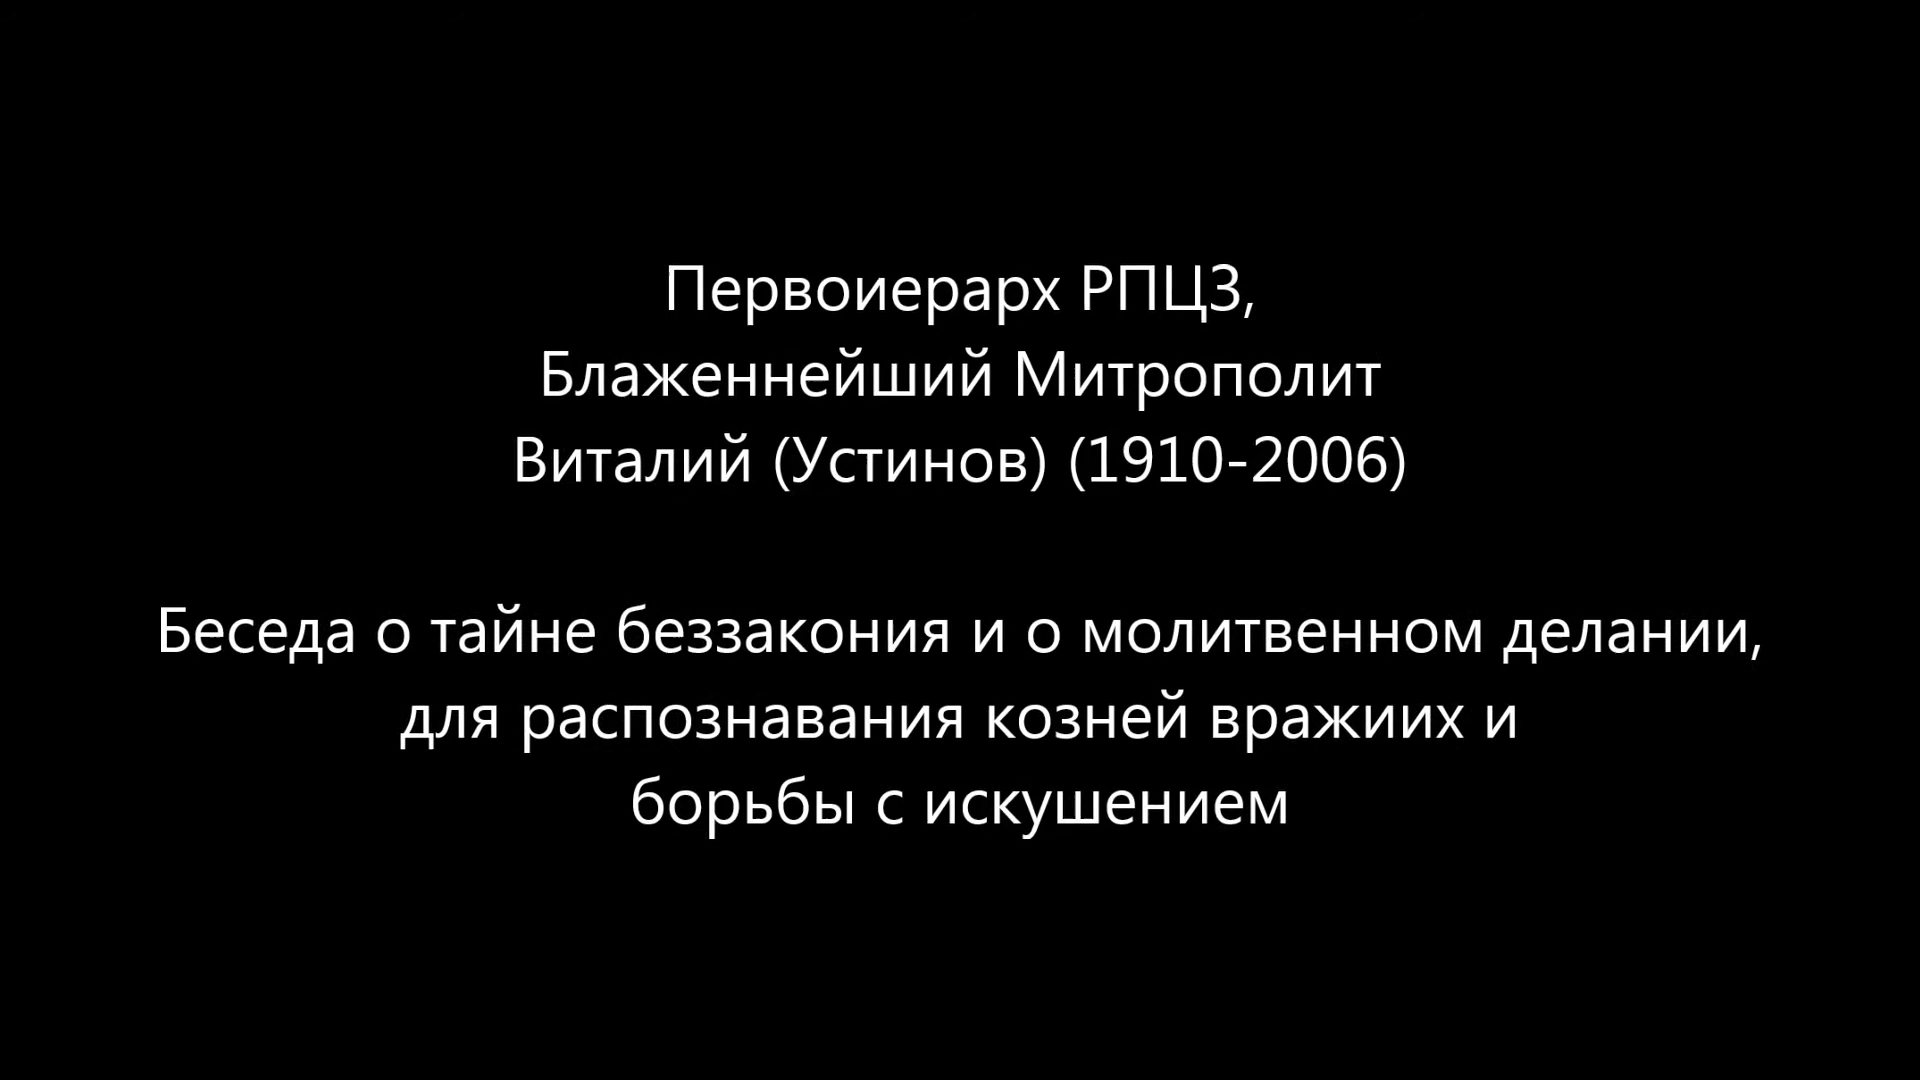 Первоиерарх РПЦЗ,
Блаженнейший Митрополит
Виталий (Устинов) (1910-2006)
Беседа о тайне беззакония и о молитвенном делании,
для распознавания козней вражиих и
борьбы с искушением